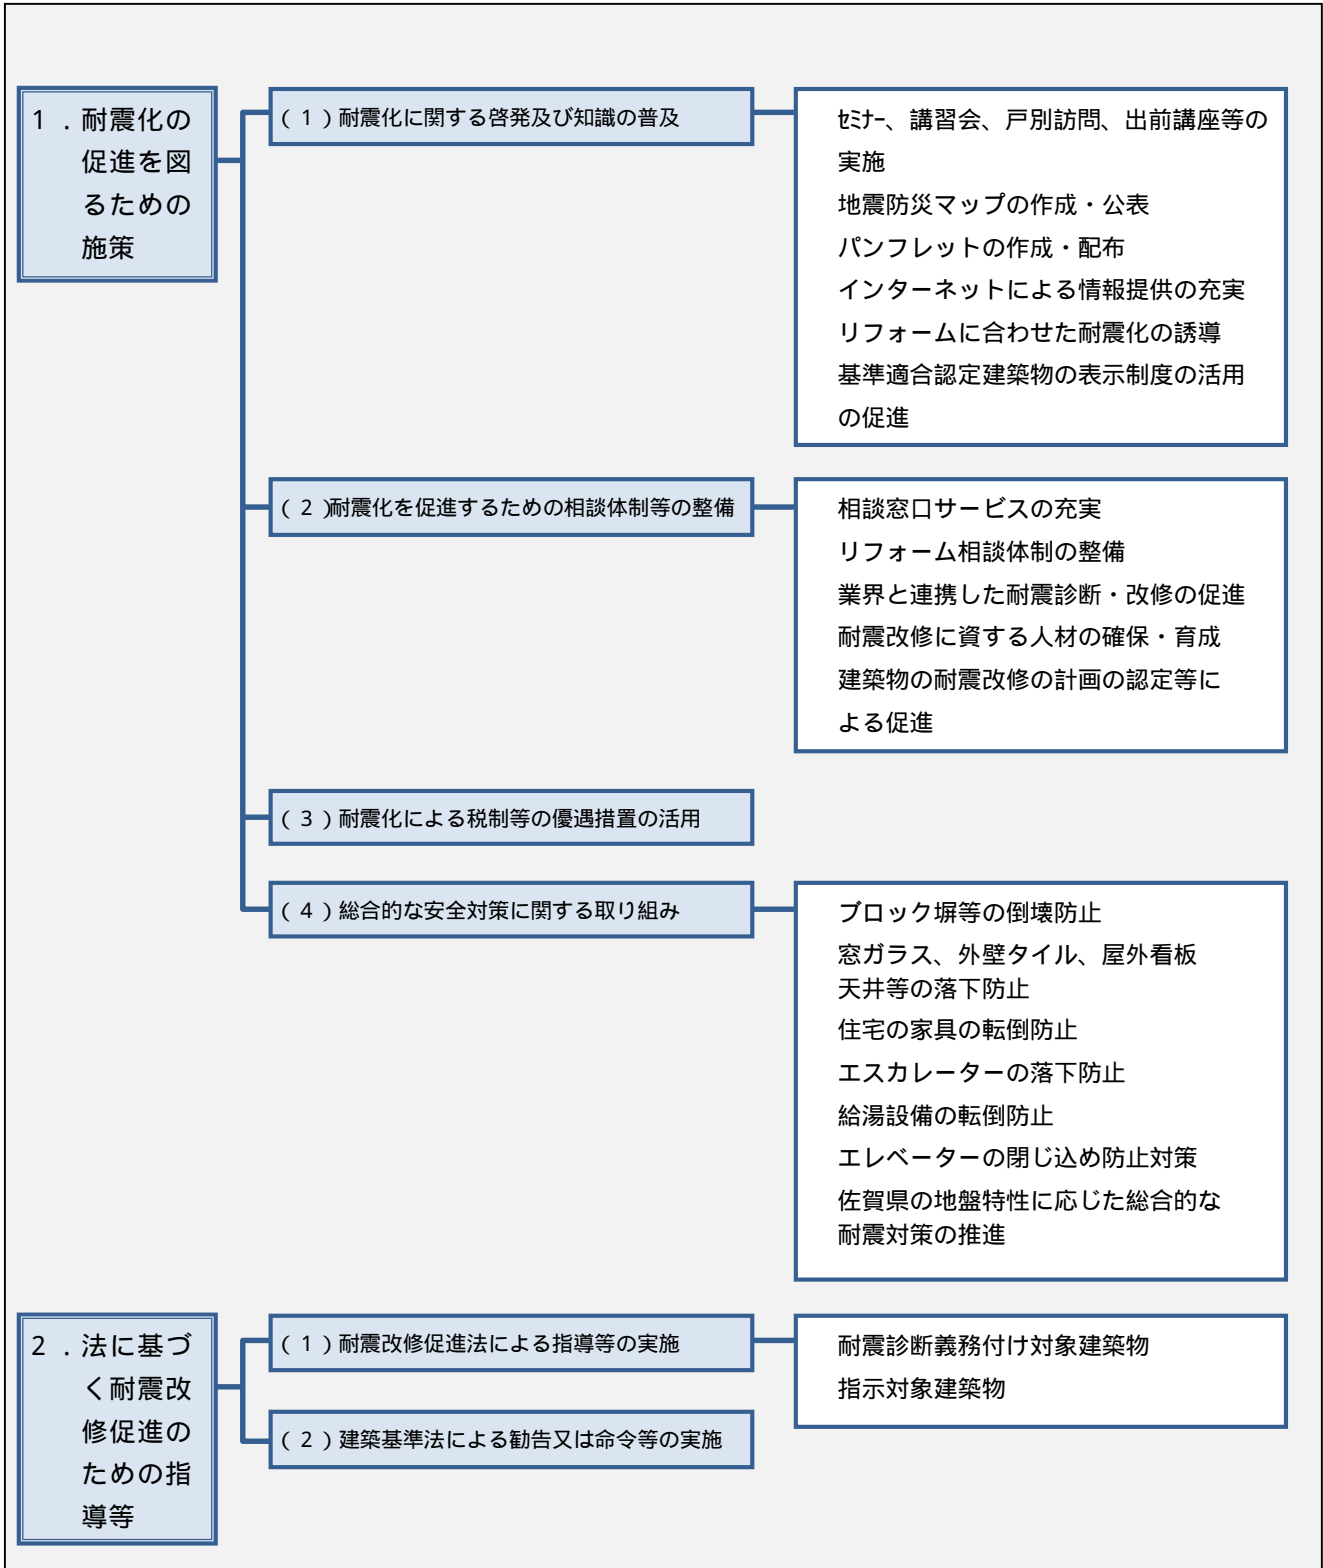 1．耐震化の
促進を図
るための
施策
(1)耐震化に関する啓発及び知識の普及
ｾﾐﾅｰ、講習会、戸別訪問、出前講座等の
実施
地震防災マップの作成・公表
パンフレットの作成・配布
インターネットによる情報提供の充実
リフォームに合わせた耐震化の誘導
基準適合認定建築物の表示制度の活用
の促進
(2)耐震化を促進するための相談体制等の整備
相談窓口サービスの充実
リフォーム相談体制の整備
業界と連携した耐震診断・改修の促進
耐震改修に資する人材の確保・育成
建築物の耐震改修の計画の認定等に
よる促進
(3)耐震化による税制等の優遇措置の活用
(4)総合的な安全対策に関する取り組み
ブロック塀等の倒壊防止
窓ガラス、外壁タイル、屋外看板
天井等の落下防止
住宅の家具の転倒防止
エスカレーターの落下防止
給湯設備の転倒防止
エレベーターの閉じ込め防止対策
佐賀県の地盤特性に応じた総合的な
耐震対策の推進
2．法に基づ
く耐震改
修促進の
ための指
導等
(1)耐震改修促進法による指導等の実施
耐震診断義務付け対象建築物
指示対象建築物
(2)建築基準法による勧告又は命令等の実施